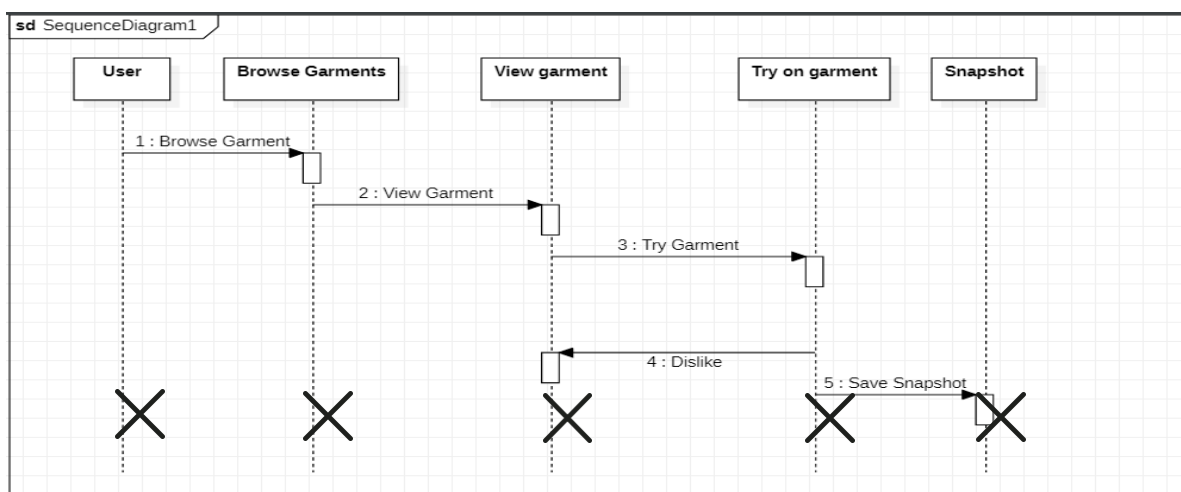 sd SequenceDiagram1
User
Browse Garments
View garment
Try on garment
Snapshot
1 : Browse Garment
2 : View Garment
3 : Try Garment
4 : Dislike
5 : Save Snapshot